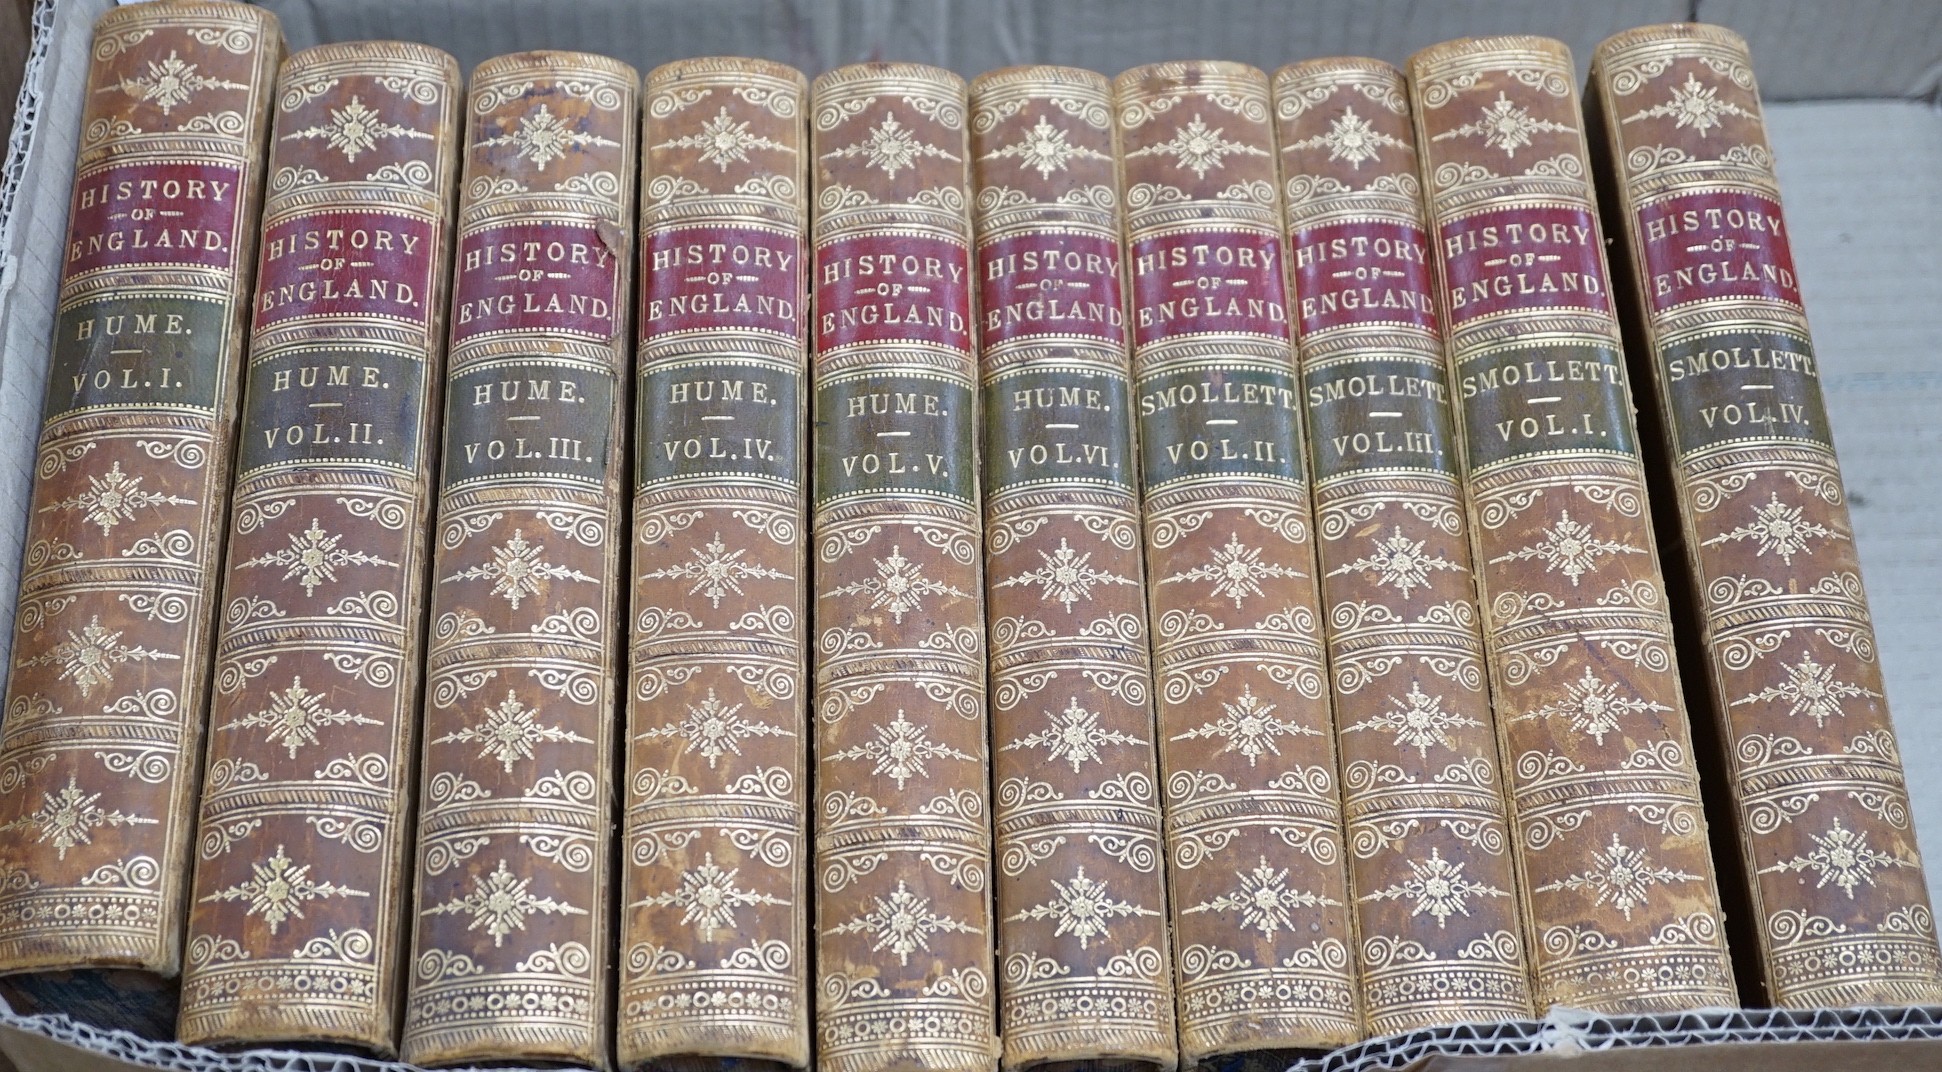 HISTORY
OF
ENGLAND.
HUME.
VOL.I.
HISTORY
OF
ENGLAND.
HUME.
VOL.II.
HISTORY
OF
ENGLAND.
HUME.
VOL.III.
HISTORY
OF
ENGLAND.
HUME.
VOL.IV.
HISTORY
OF
ENGLAND.
HUME.
VOL.V.
HISTORY
OF
ENGLAND
HUME.
VOL.VI.
HISTORY
OF
ENGLAND.
SMOLLETT.
VOL.II.
HISTORY
OF
ENGLAND
SMOLLETT
VOL.III.
HISTORY
OF
ENGLAND.
SMOLLETT.
VOL.I.
HISTORY
OF
ENGLAND.
SMOLLETT.
VOL.IV.